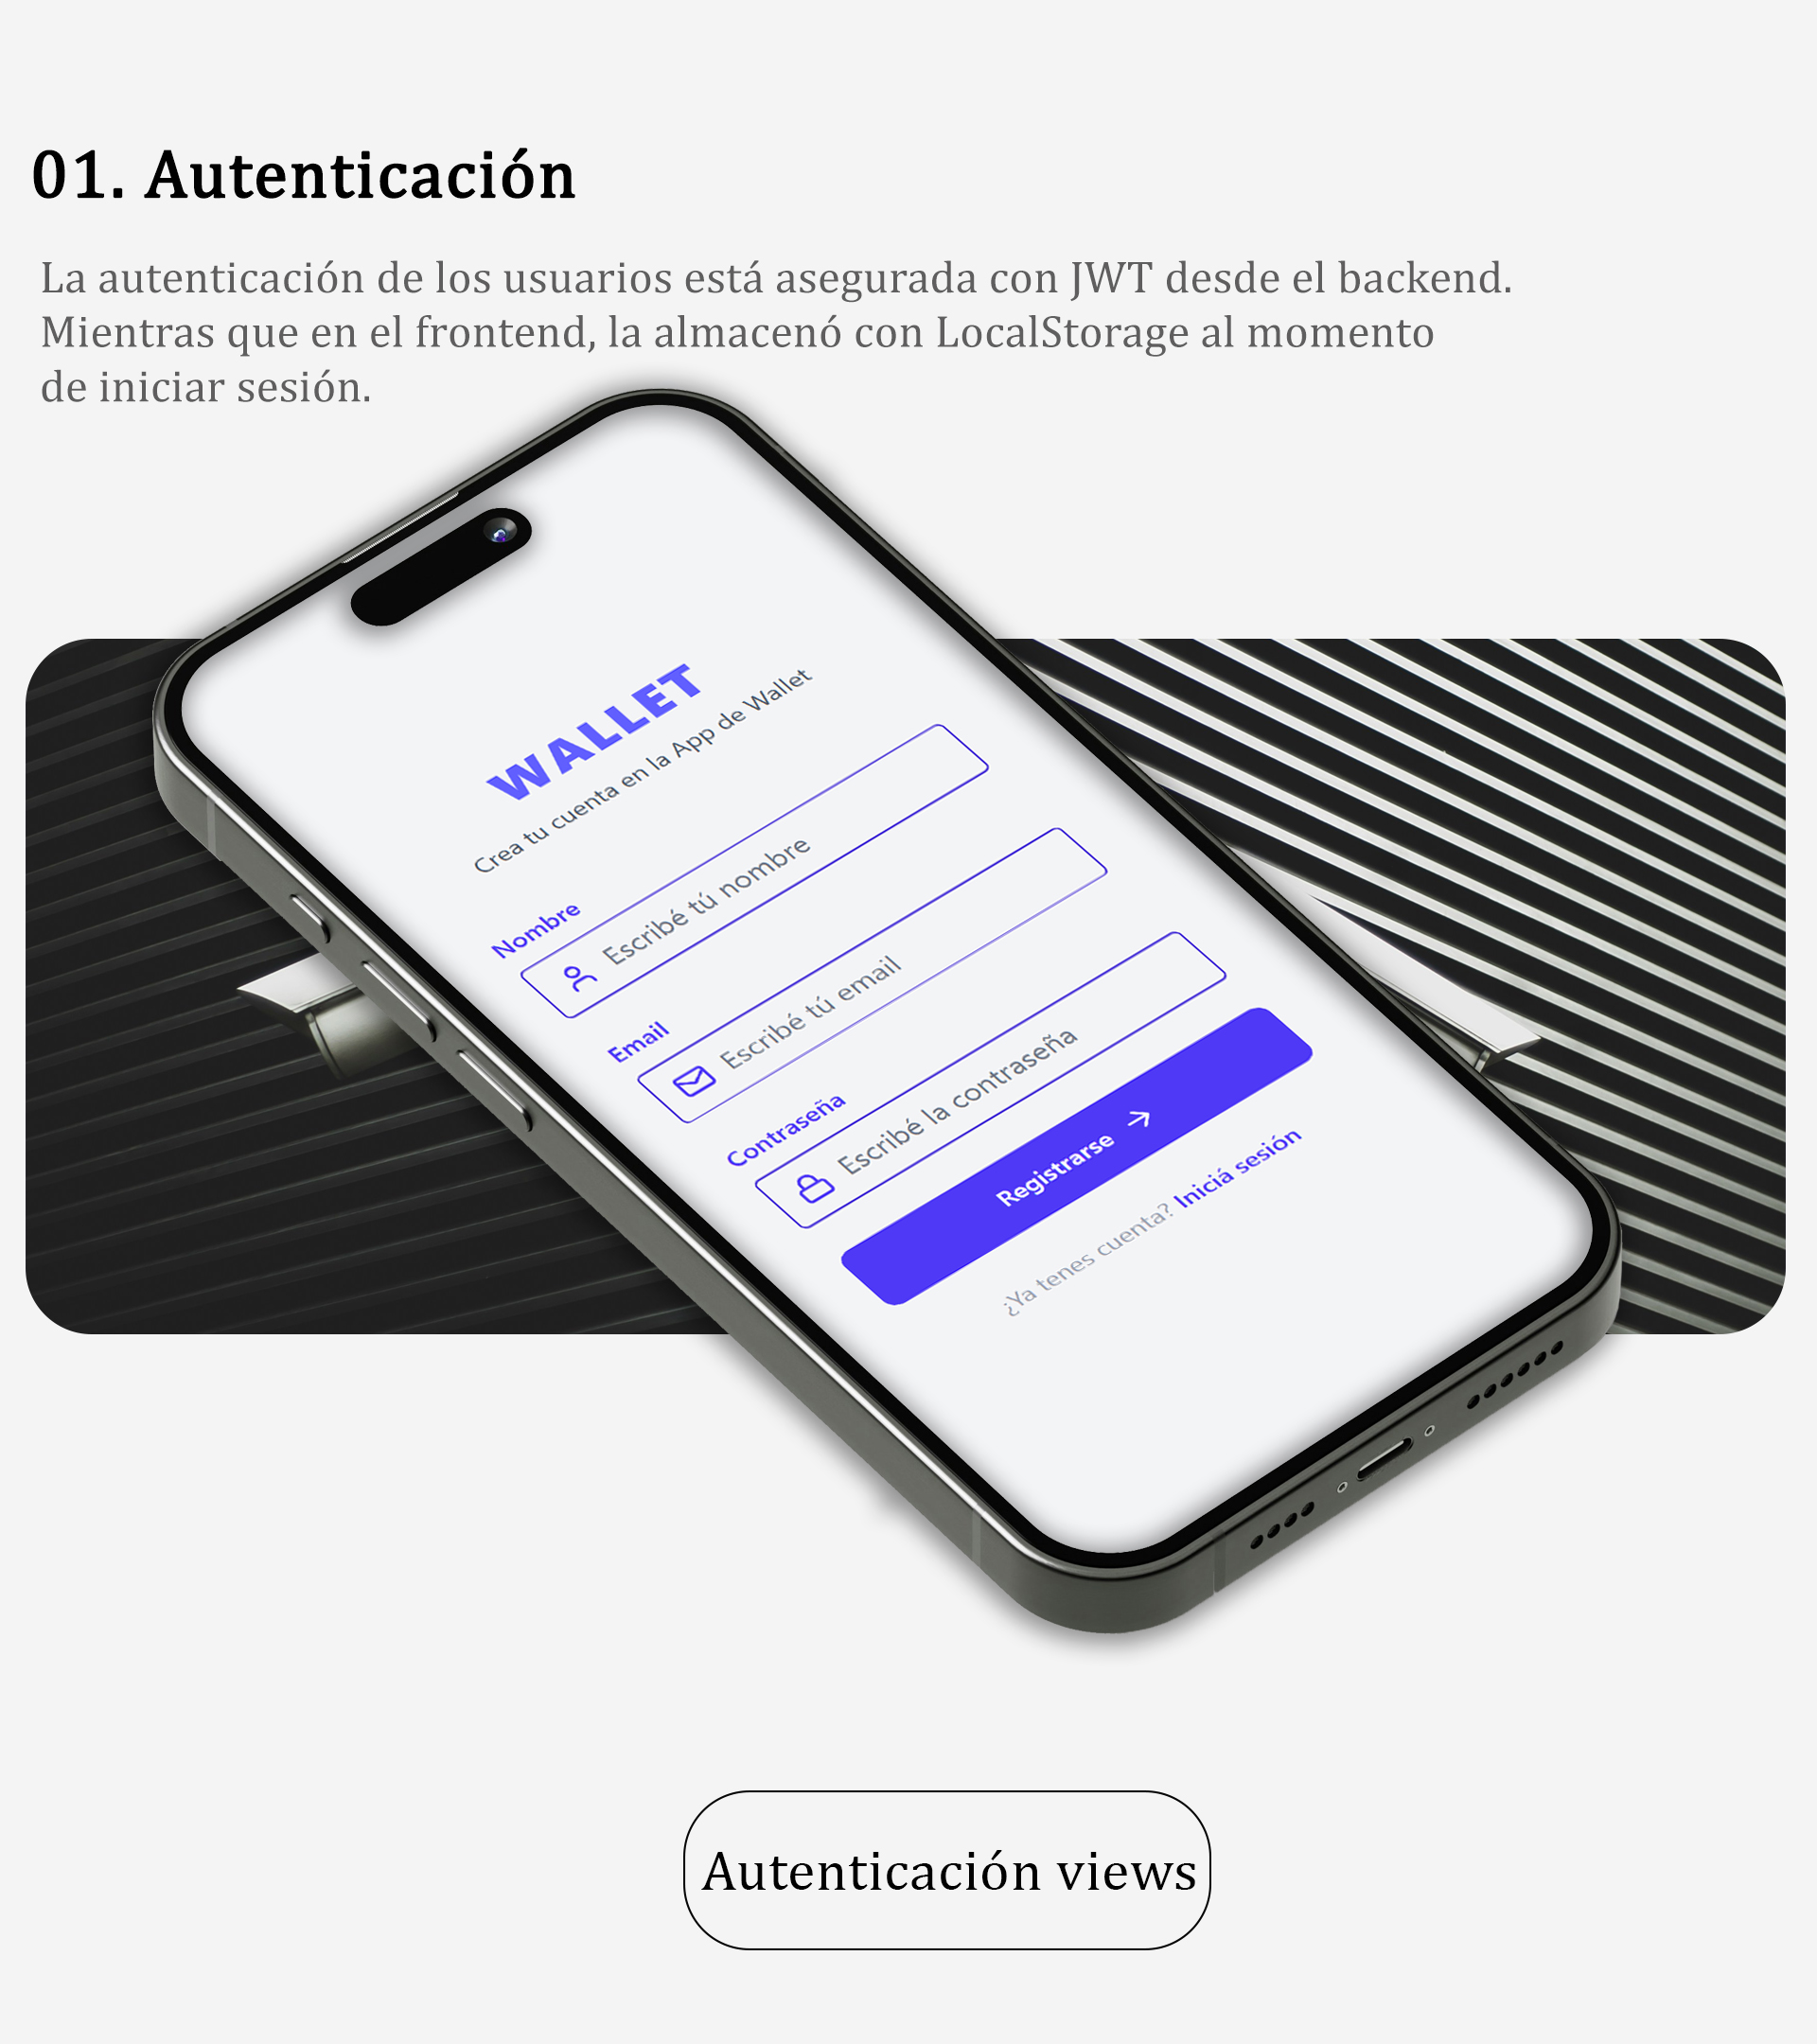 01. Autenticación
La autenticación de los usuarios está asegurada con JWT desde el backend.
Mientras que en el frontend, la almacenó con LocalStorage al momento
de iniciar sesión.
WALLET
Crea tu cuenta en la App de Wallet
Nombre
Escribé tú nombre
Email
Escribé tú email
Contraseña
Escribé la contraseña
Registrarse →
¿Ya tenes cuenta? Iniciá sesión
Autenticación views